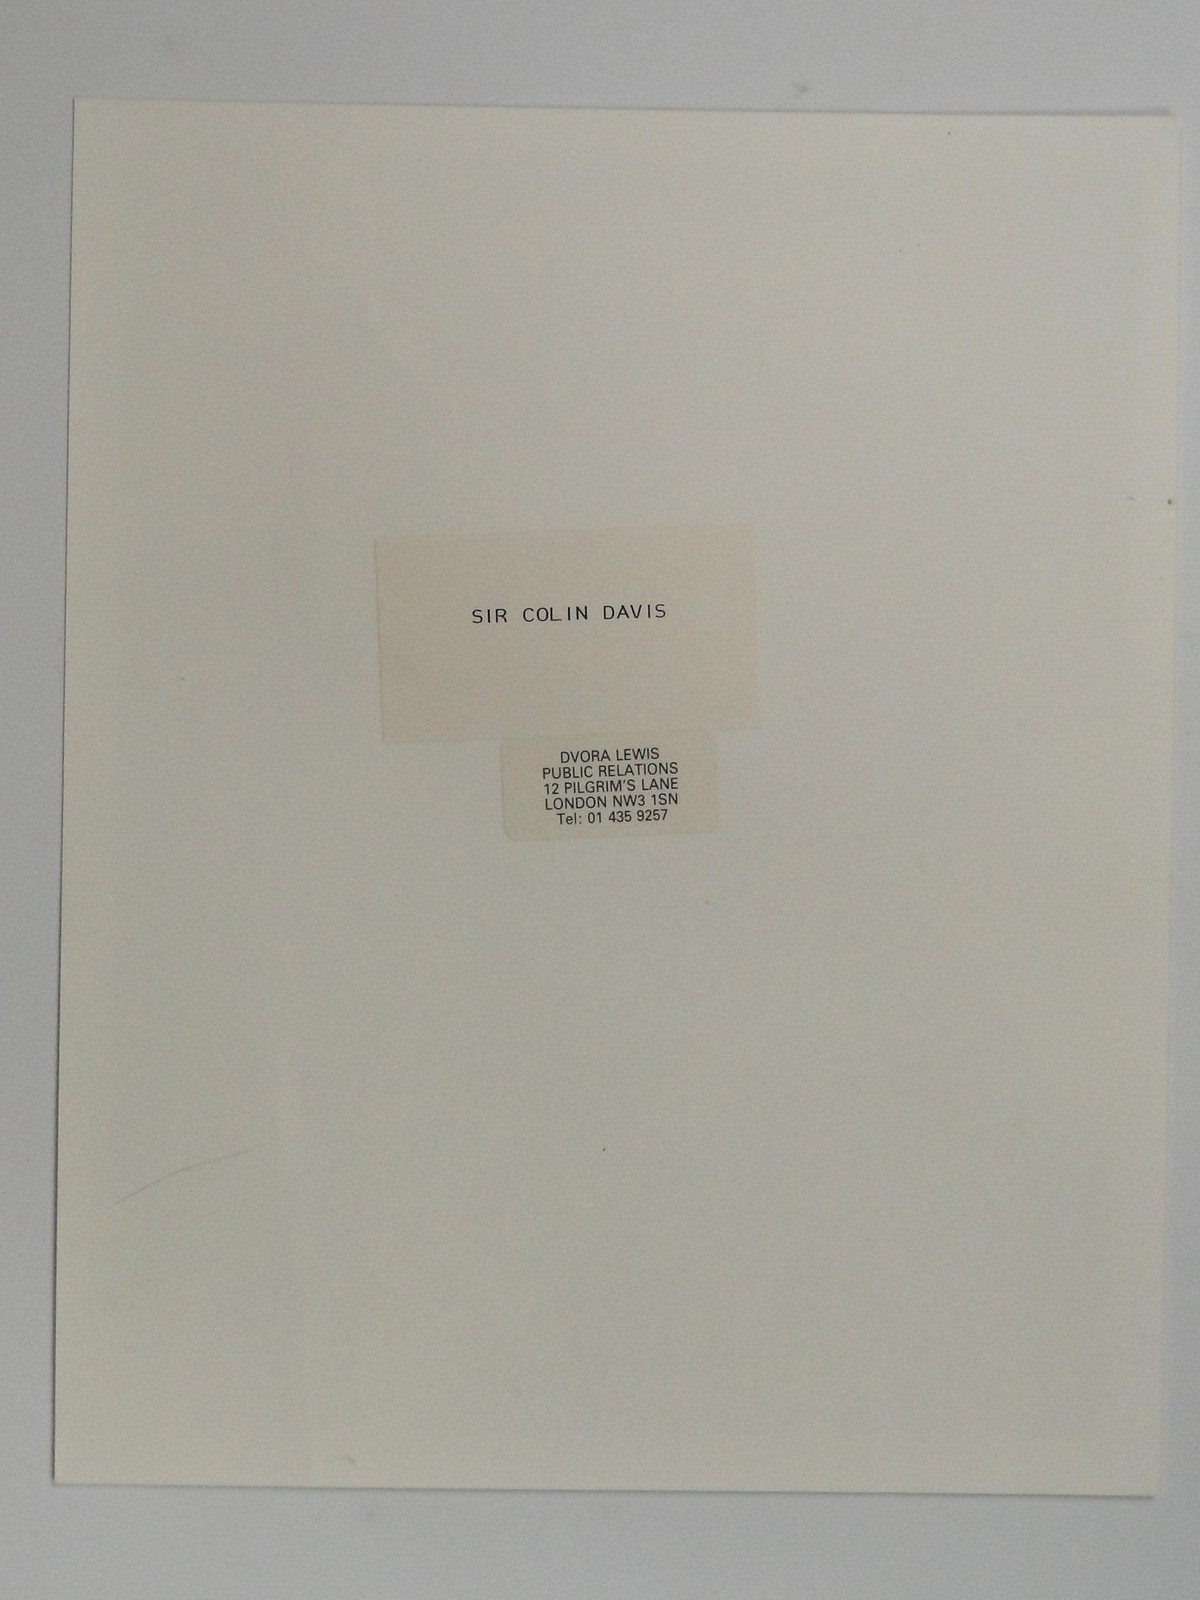 SIR COLIN DAVIS
DVORA LEWIS
PUBLIC RELATIONS
12 PILGRIM'S LANE
LONDON NW3 1SN
Tel: 01 435 9257